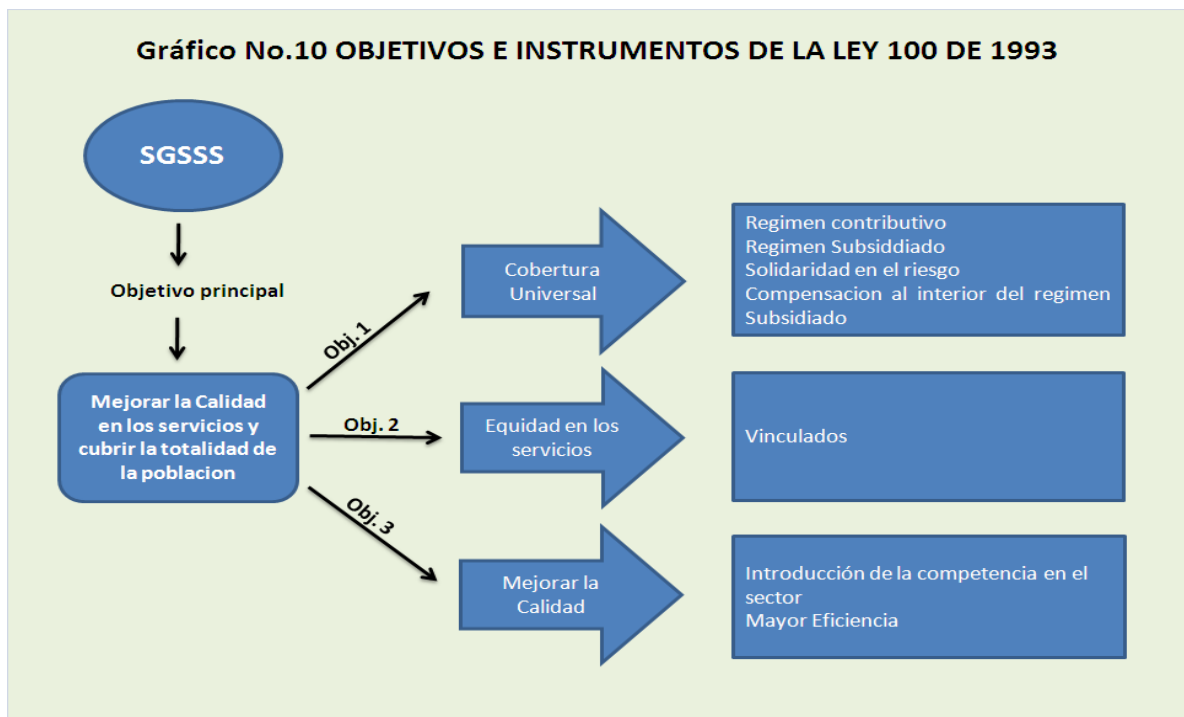 Gráfico No.10 OBJETIVOS E INSTRUMENTOS DE LA LEY 100 DE 1993
SGSSS
Objetivo principal
Mejorar la Calidad
en los servicios y
cubrir la totalidad de
la poblacion
Obj. 1
Cobertura
Universal
Regimen contributivo
Regimen Subsiddiado
Solidaridad en el riesgo
Compensacion al interior del regimen
Subsidiado
Obj. 2
Equidad en los
servicios
Vinculados
Obj. 3
Mejorar la
Calidad
Introducción de la competencia en el
sector
Mayor Eficiencia